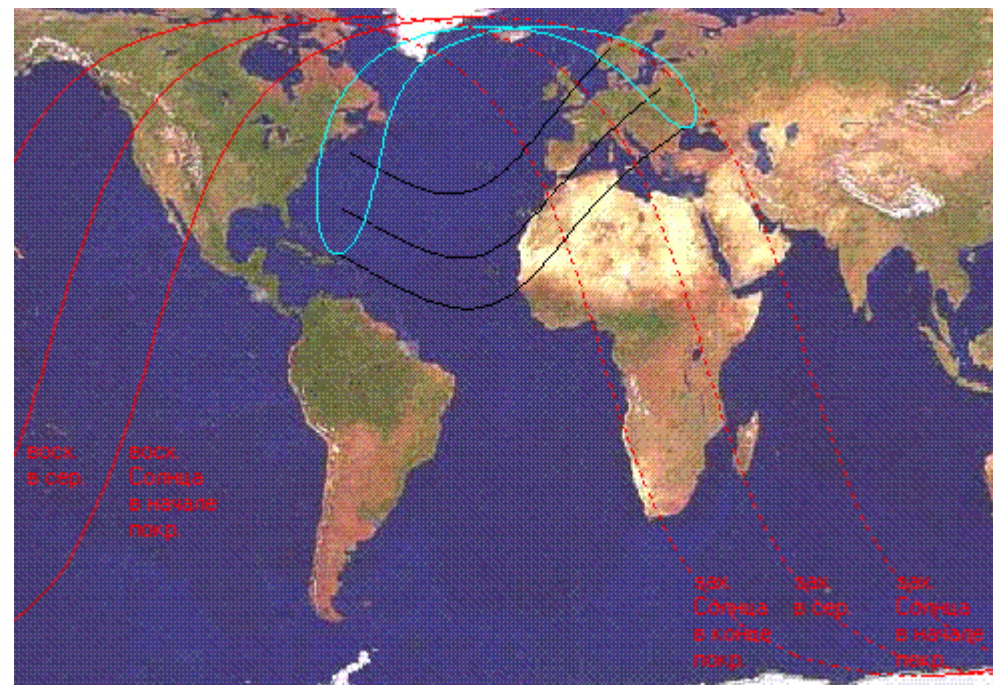 восх.
в сер.
восх.
Солнца
в начале
покр.
зах.
Солнца
в конце
покр.
зах.
в сер.
зах.
Солнца
в начале
покр.